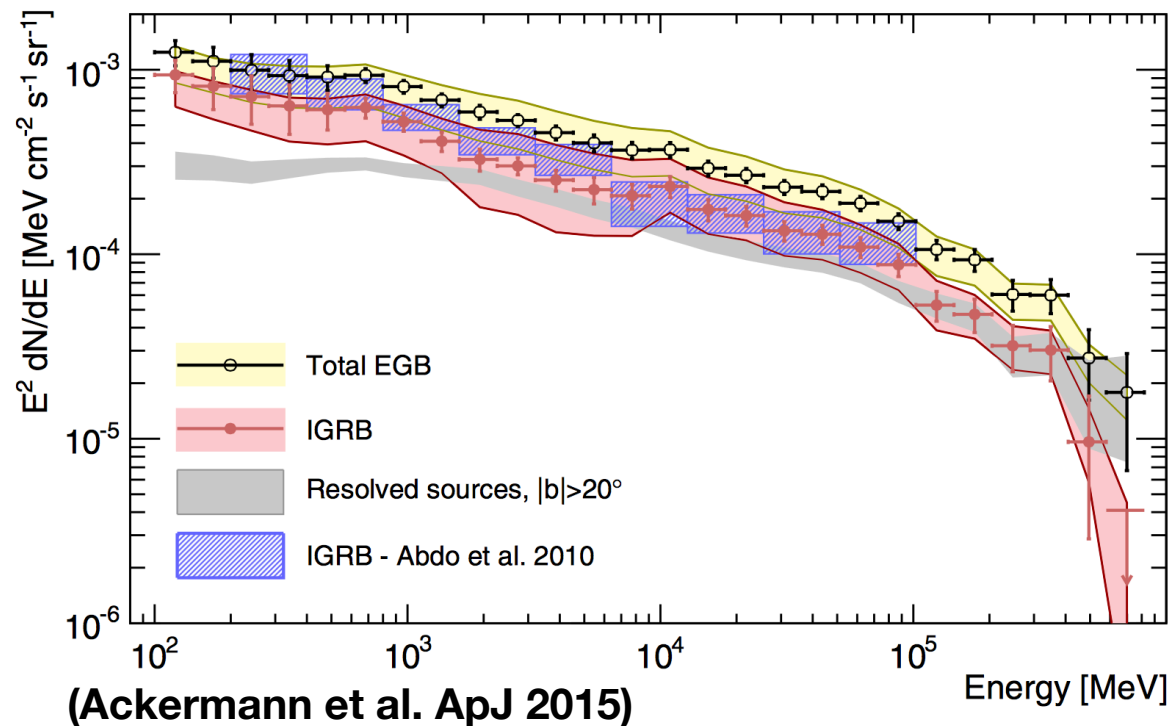 E² dN/dE [MeV cm⁻² s⁻¹ sr⁻¹]
10⁻³
10⁻⁴
10⁻⁵
10⁻⁶
Total EGB
IGRB
Resolved sources, |b|>20°
IGRB - Abdo et al. 2010
10² 10³ 10⁴ 10⁵
Energy [MeV]
(Ackermann et al. ApJ 2015)